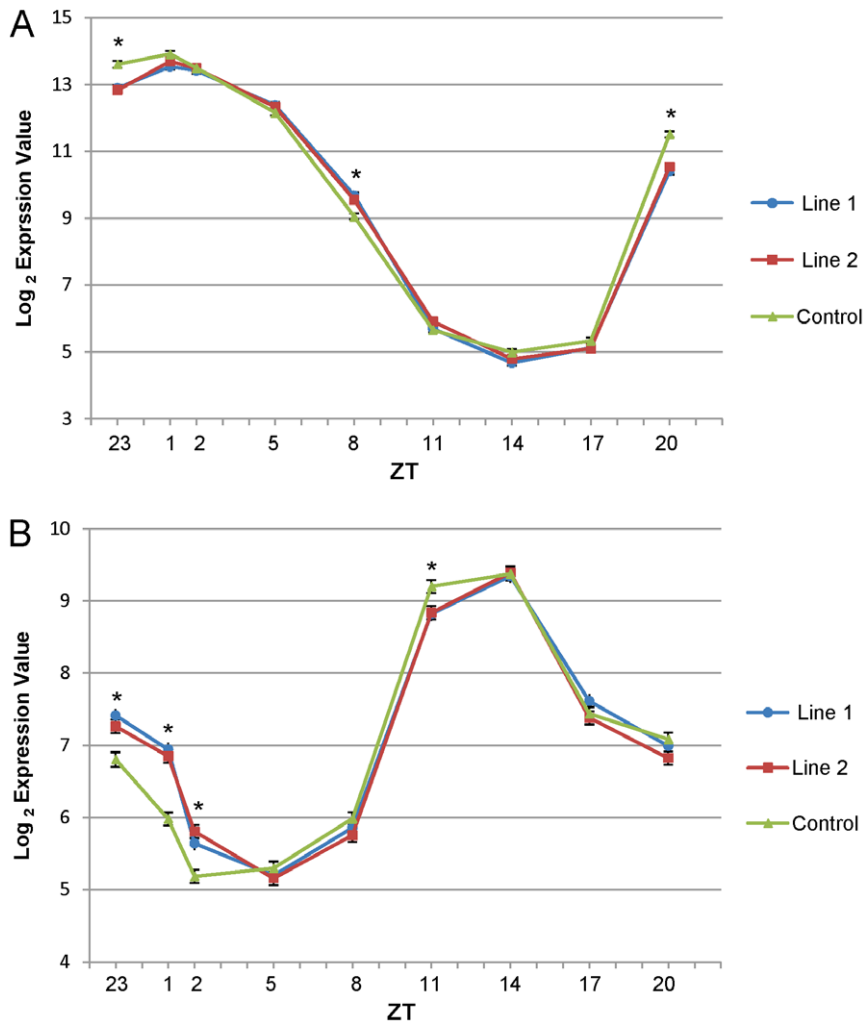 A
Log 2 Exprssion Value
15
13
11
9
7
5
3
*
*
*
23 1 2 5 8 11 14 17 20
ZT
Line 1
Line 2
Control
B
Log 2 Expression Value
10
9
8
7
6
5
4
*
*
*
*
23 1 2 5 8 11 14 17 20
ZT
Line 1
Line 2
Control